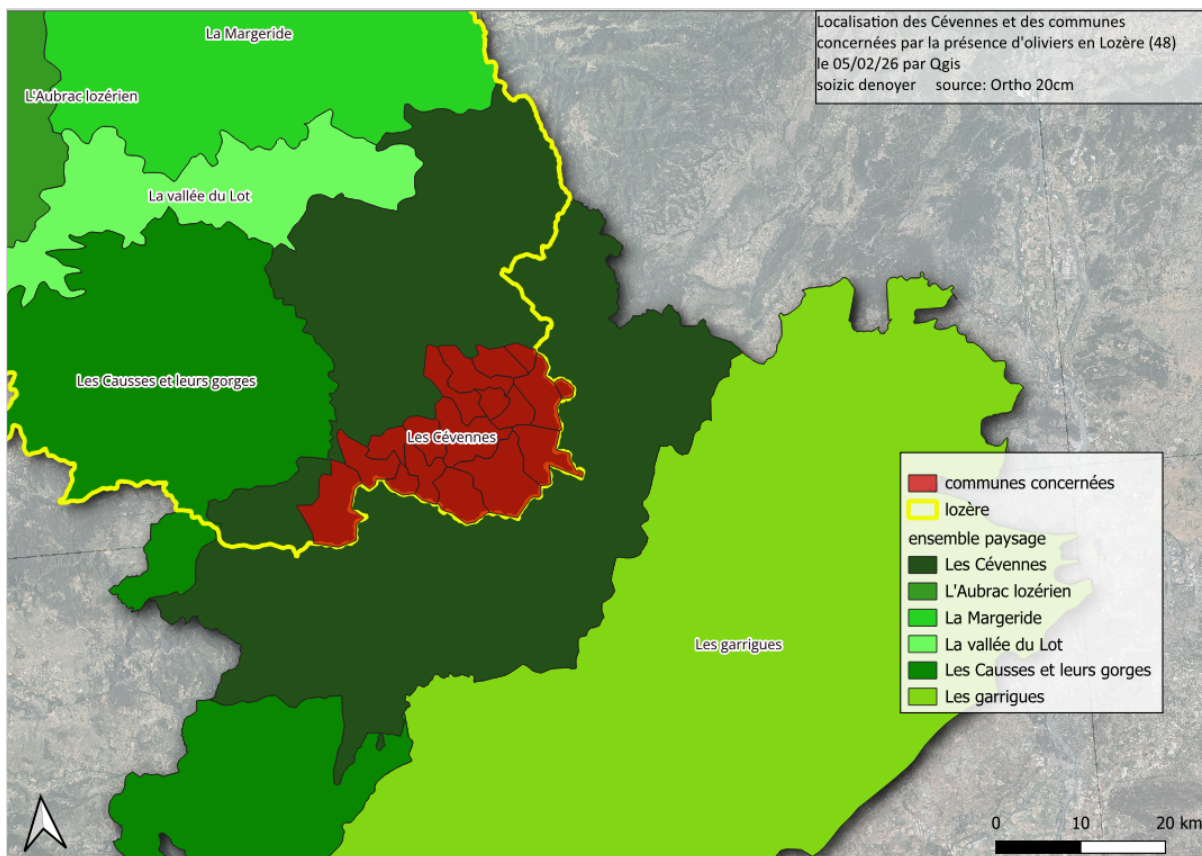 Localisation des Cévennes et des communes
concernées par la présence d'oliviers en Lozère (48)
le 05/02/26 par Qgis
soizic denoyer source: Ortho 20cm
La Margeride
L'Aubrac lozérien
La vallée du Lot
Les Causses et leurs gorges
Les Cévennes
Les garrigues
communes concernées
lozère
ensemble paysage
Les Cévennes
L'Aubrac lozérien
La Margeride
La vallée du Lot
Les Causses et leurs gorges
Les garrigues
0 10 20 km